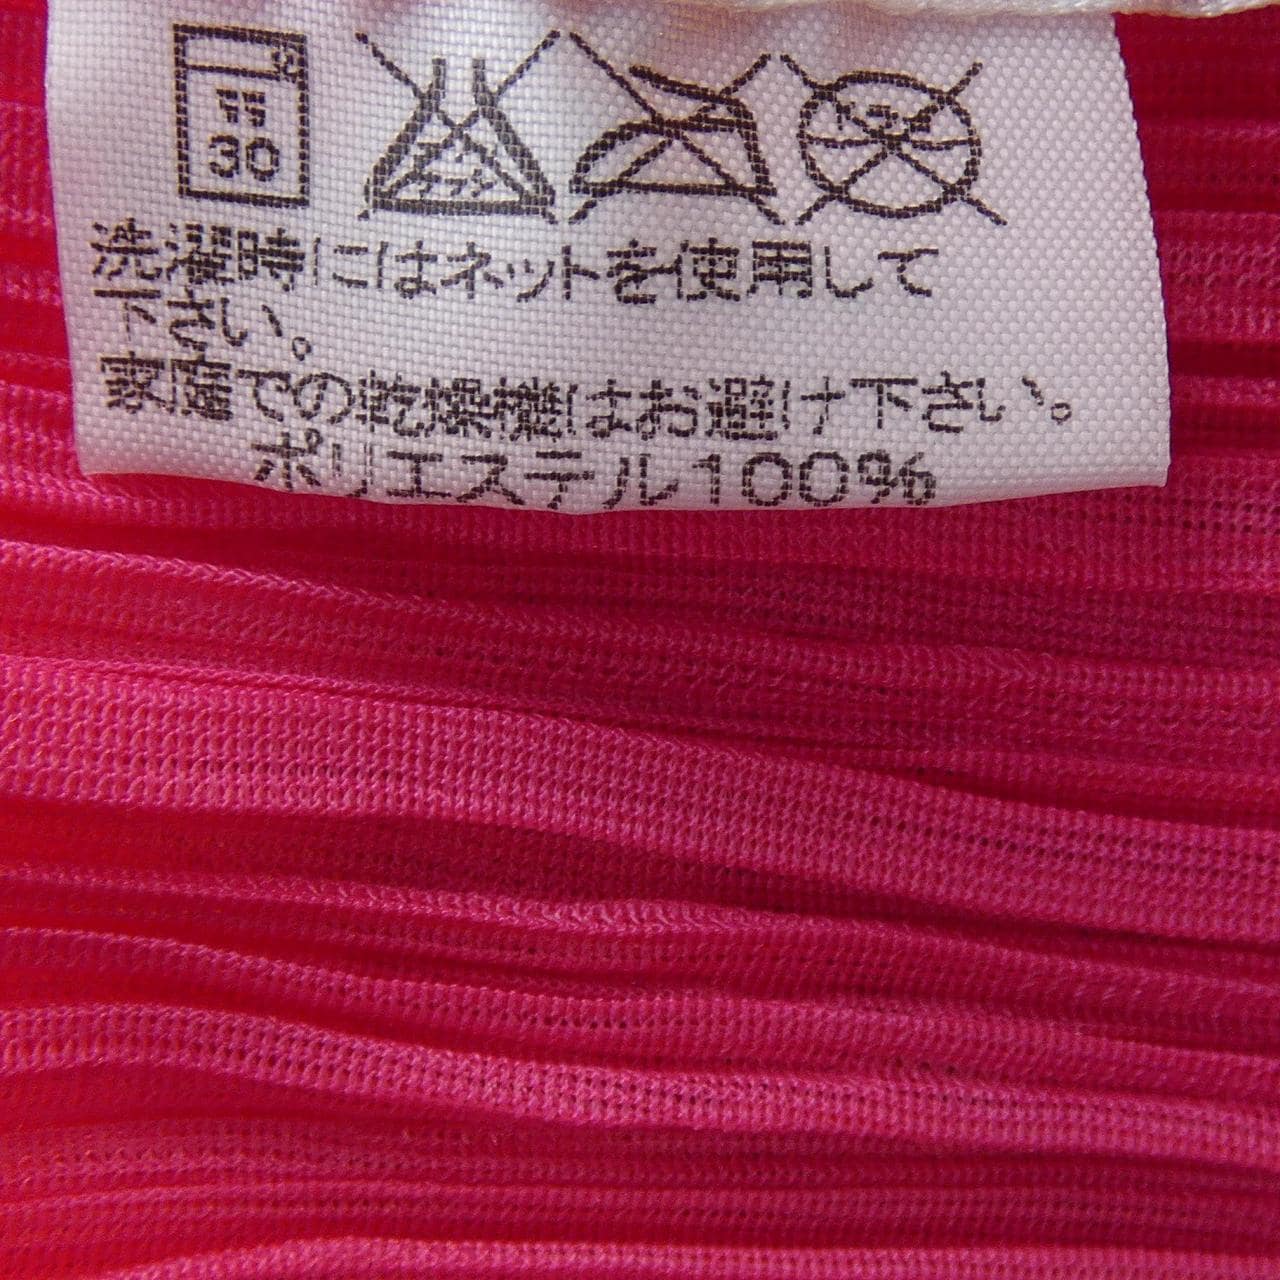 弱
30
洗濯時にはネットを使用して
下さい。
家庭での乾燥機はお避け下さい。
ポリエステル100%